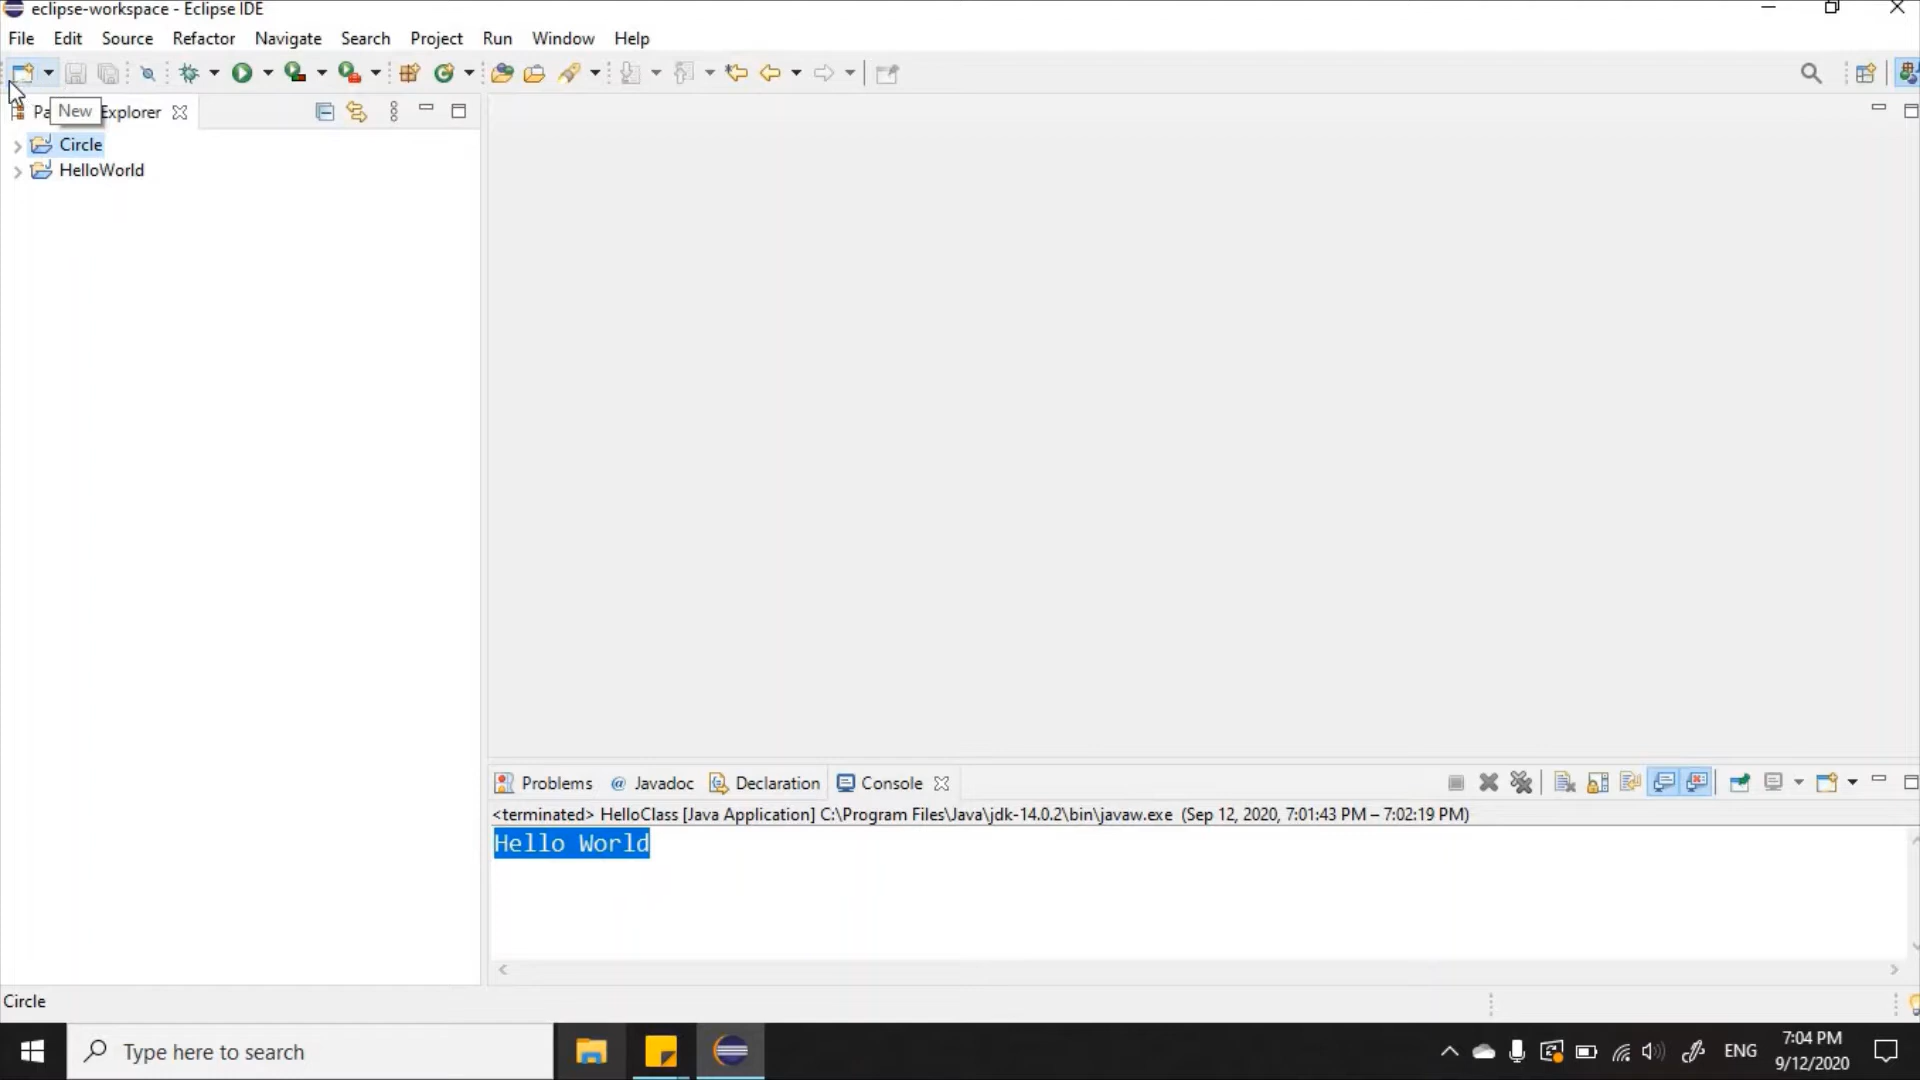 eclipse-workspace - Eclipse IDE
File Edit Source Refactor Navigate Search Project Run Window Help
New
Explorer
Circle
HelloWorld
Problems @ Javadoc Declaration Console
<terminated> HelloClass [Java Application] C:\Program Files\Java\jdk-14.0.2\bin\javaw.exe (Sep 12, 2020, 7:01:43 PM – 7:02:19 PM)
Hello World
Circle
Type here to search
ENG
7:04 PM
9/12/2020